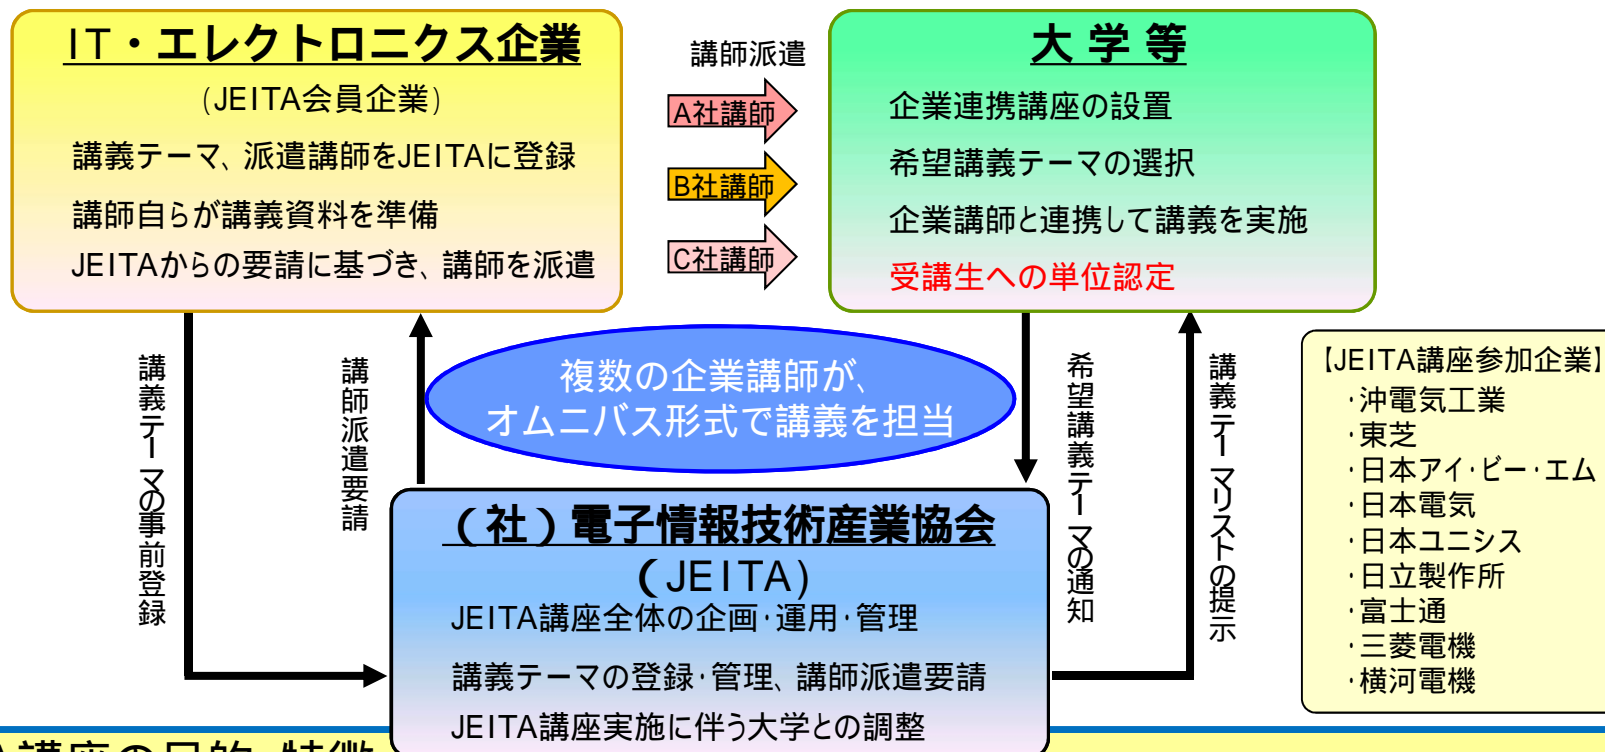 IT・エレクトロニクス企業
(JEITA会員企業)
講義テーマ、派遣講師をJEITAに登録
講師自らが講義資料を準備
JEITAからの要請に基づき、講師を派遣
講師派遣
A社講師
B社講師
C社講師
大学等
企業連携講座の設置
希望講義テーマの選択
企業講師と連携して講義を実施
受講生への単位認定
講義テーマの事前登録
講師派遣要請
複数の企業講師が、
オムニバス形式で講義を担当
希望講義テーマの通知
講義テーマリストの提示
(社)電子情報技術産業協会
(JEITA)
JEITA講座全体の企画・運用・管理
講義テーマの登録・管理、講師派遣要請
JEITA講座実施に伴う大学との調整
【JEITA講座参加企業】
・沖電気工業
・東芝
・日本アイ・ビー・エム
・日本電気
・日本ユニシス
・日立製作所
・富士通
・三菱電機
・横河電機